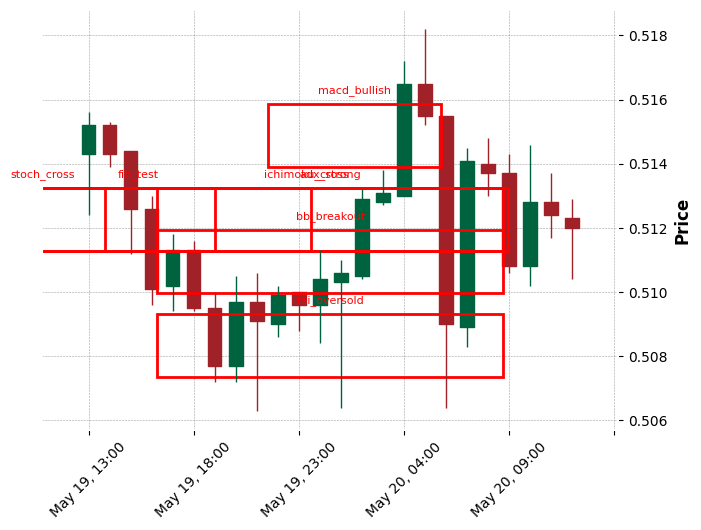 0.518
macd_bullish
0.516
0.514
stoch_cross
0.512
bb_breakout
0.510
0.508
0.506
Price
May 19, 13:00
May 19, 18:00
May 19, 23:00
May 20, 04:00
May 20, 09:00